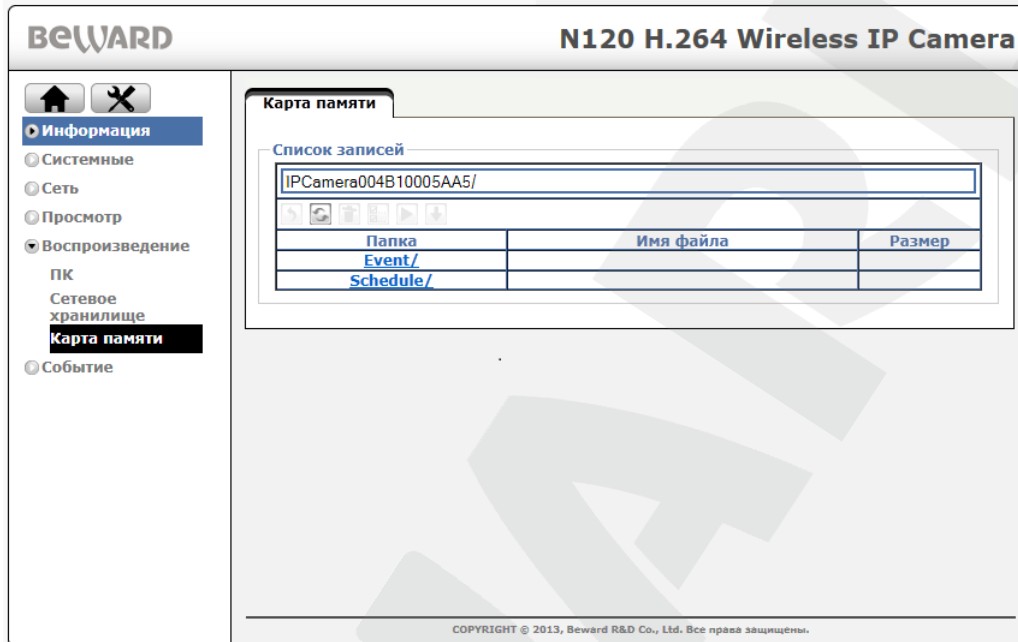 BEWARD
N120 H.264 Wireless IP Camera
Информация
Системные
Сеть
Просмотр
Воспроизведение
ПК
Сетевое
хранилище
Карта памяти
Событие
Карта памяти
Список записей
IPCamera004B10005AA5/
Папка Имя файла Размер
Event/
Schedule/
COPYRIGHT © 2013, Beward R&D Co., Ltd. Все права защищены.